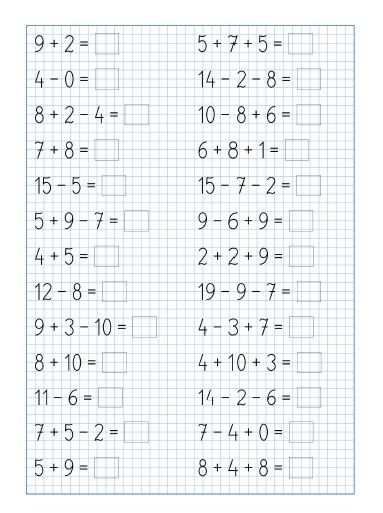 9 + 2 =
4 − 0 =
8 + 2 − 4 =
7 + 8 =
15 − 5 =
5 + 9 − 7 =
4 + 5 =
12 − 8 =
9 + 3 − 10 =
8 + 10 =
11 − 6 =
7 + 5 − 2 =
5 + 9 =
5 + 7 + 5 =
14 − 2 − 8 =
10 − 8 + 6 =
6 + 8 + 1 =
15 − 7 − 2 =
9 − 6 + 9 =
2 + 2 + 9 =
19 − 9 − 7 =
4 − 3 + 7 =
4 + 10 + 3 =
14 − 2 − 6 =
7 − 4 + 0 =
8 + 4 + 8 =